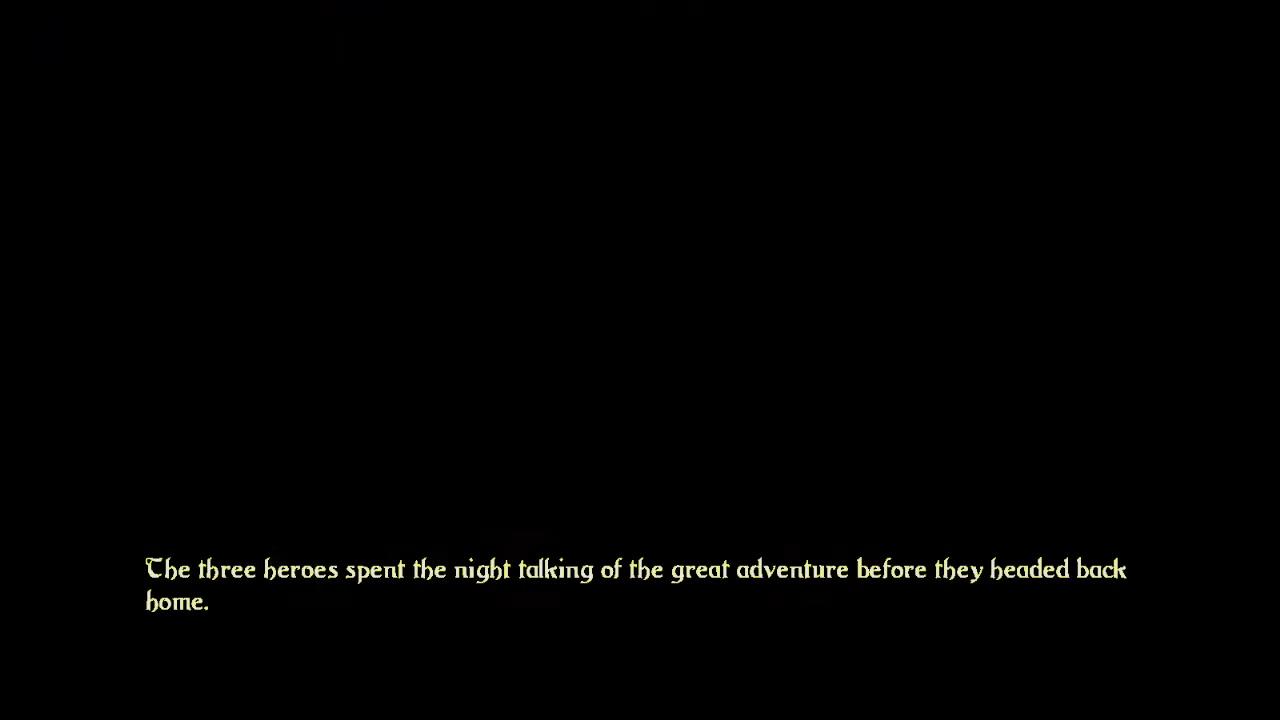 The three heroes spent the night talking of the great adventure before they headed back
home.